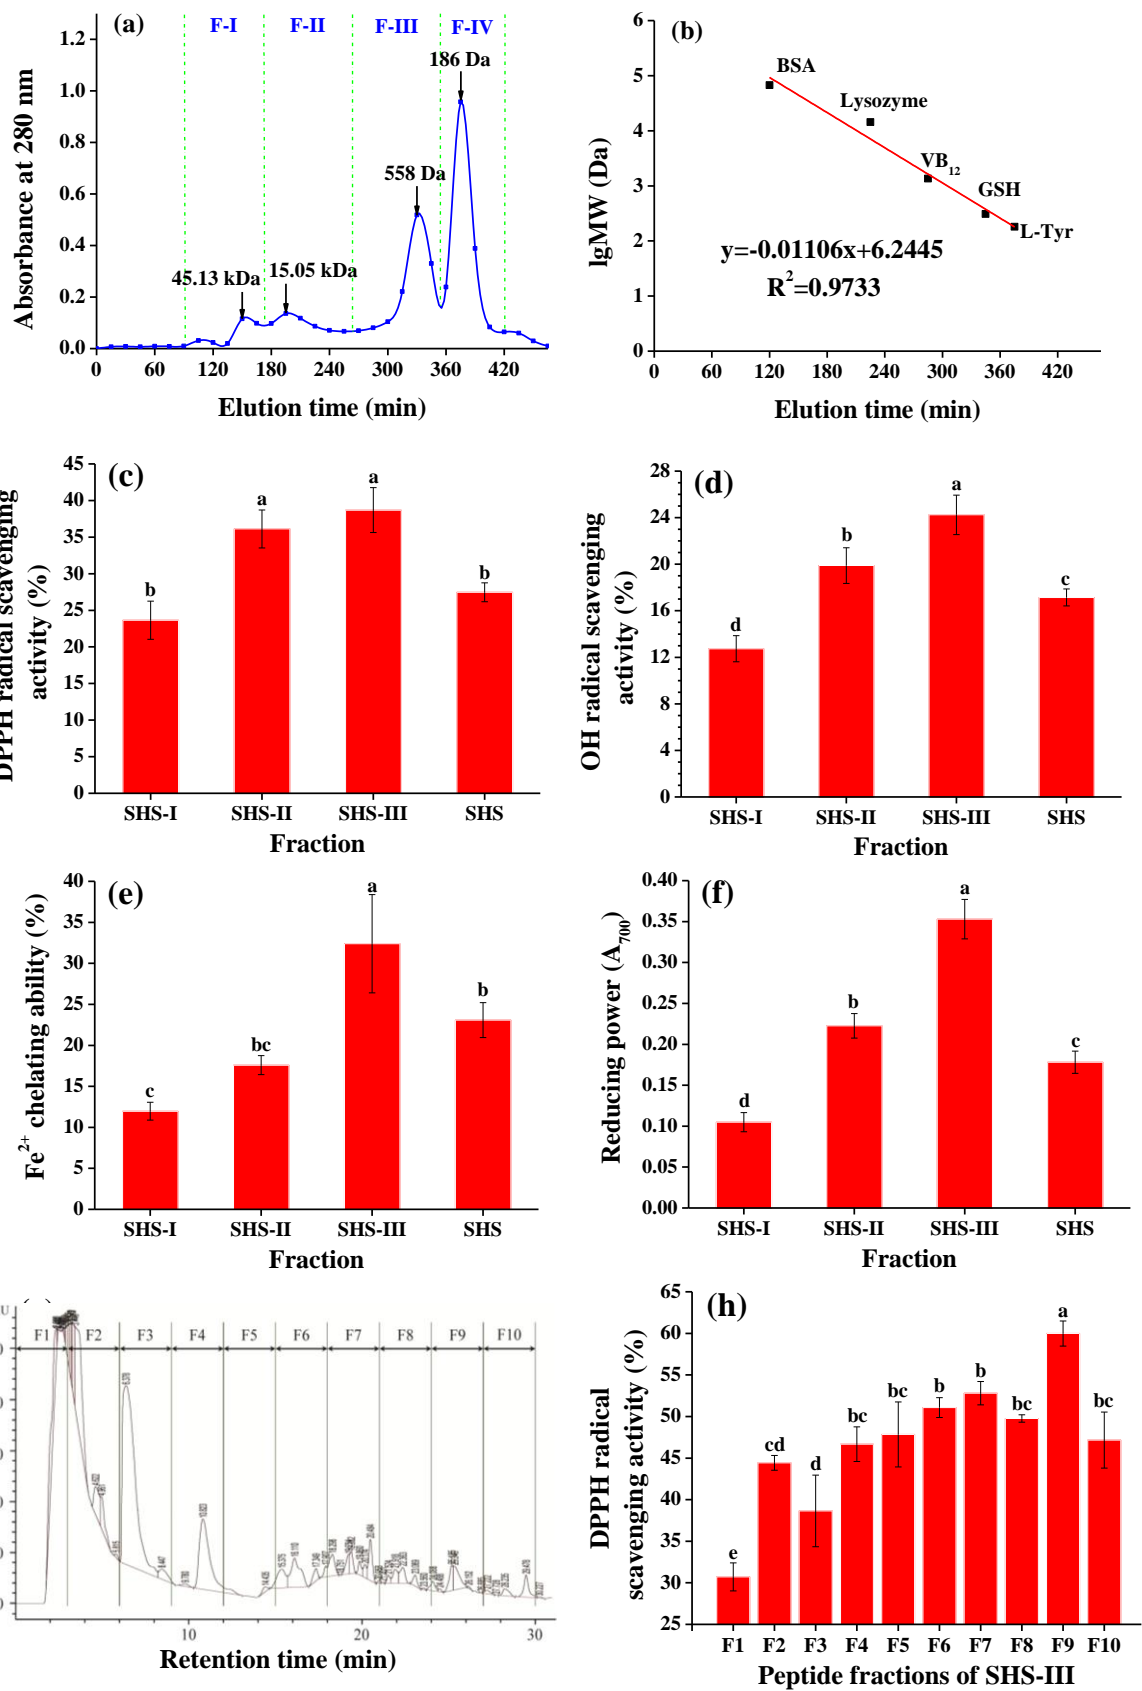 (a)
F-I
F-II
F-III
F-IV
186 Da
558 Da
45.13 kDa
15.05 kDa
Absorbance at 280 nm
1.2
1.0
0.8
0.6
0.4
0.2
0.0
0 60 120 180 240 300 360 420
Elution time (min)
(b)
BSA
Lysozyme
VB12
GSH
L-Tyr
y=-0.01106x+6.2445
R²=0.9733
lgMW (Da)
6
5
4
3
2
1
0
0 60 120 180 240 300 360 420
Elution time (min)
(c)
DPPH radical scavenging
activity (%)
45
40
35
30
25
20
15
10
5
0
b
a
a
b
SHS-I SHS-II SHS-III SHS
Fraction
(d)
OH radical scavenging
activity (%)
28
24
20
16
12
8
4
0
d
b
a
c
SHS-I SHS-II SHS-III SHS
Fraction
(e)
Fe²⁺ chelating ability (%)
40
35
30
25
20
15
10
5
0
c
bc
a
b
SHS-I SHS-II SHS-III SHS
Fraction
(f)
Reducing power (A700)
0.40
0.35
0.30
0.25
0.20
0.15
0.10
0.05
0.00
d
b
a
c
SHS-I SHS-II SHS-III SHS
Fraction
F1 F2 F3 F4 F5 F6 F7 F8 F9 F10
10 20 30
Retention time (min)
(h)
DPPH radical
scavenging activity (%)
65
60
55
50
45
40
35
30
25
e
cd
d
bc
bc
b
b
bc
a
bc
F1 F2 F3 F4 F5 F6 F7 F8 F9 F10
Peptide fractions of SHS-III